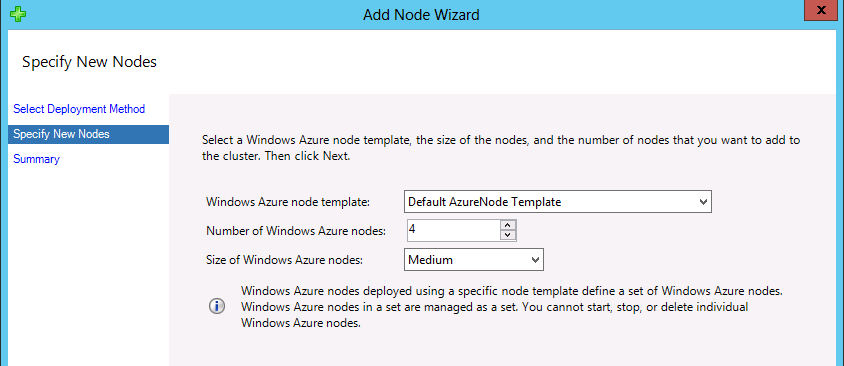 Add Node Wizard
x
Specify New Nodes
Select Deployment Method
Specify New Nodes
Summary
Select a Windows Azure node template, the size of the nodes, and the number of nodes that you want to add to
the cluster. Then click Next.
Windows Azure node template: Default AzureNode Template
Number of Windows Azure nodes: 4
Size of Windows Azure nodes: Medium
Windows Azure nodes deployed using a specific node template define a set of Windows Azure nodes.
Windows Azure nodes in a set are managed as a set. You cannot start, stop, or delete individual
Windows Azure nodes.